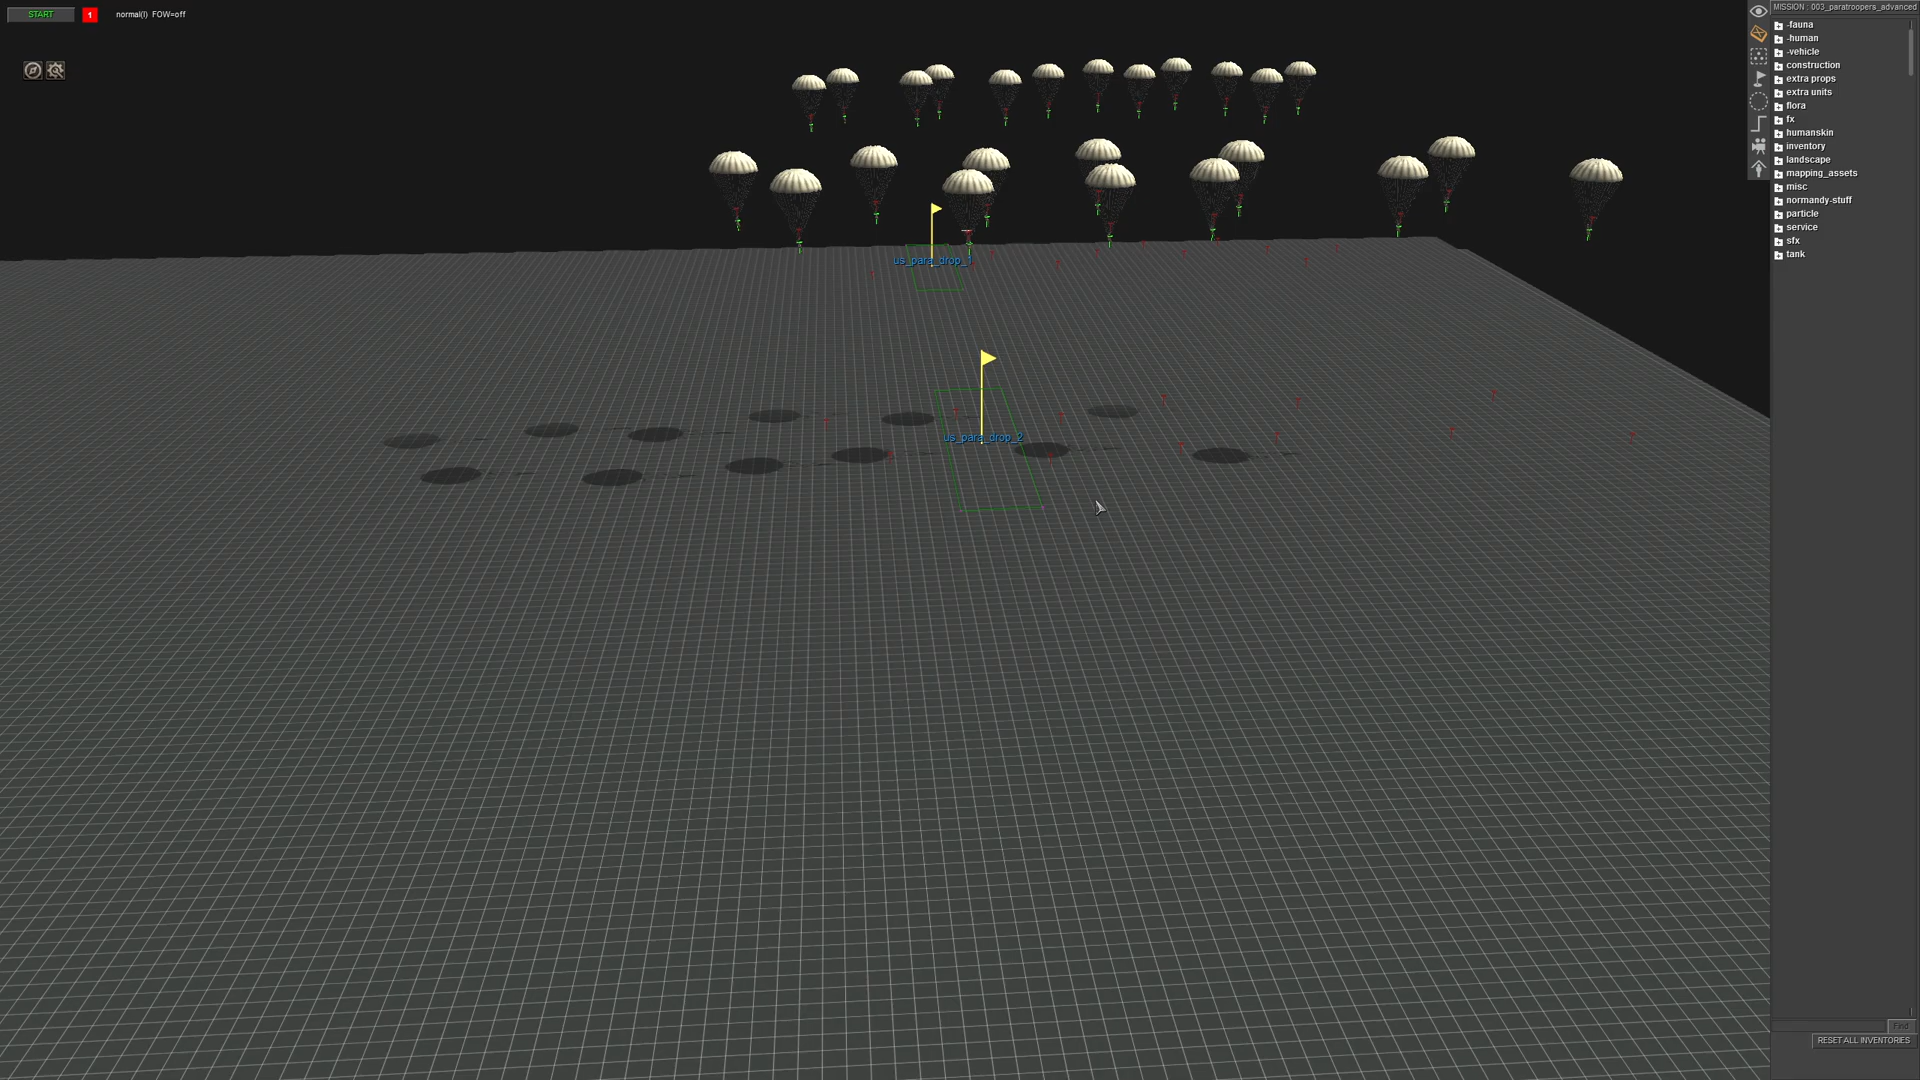 START
1
normal(I) FOW=off
MISSION : 003_paratroopers_advanced
-fauna
-human
-vehicle
construction
extra props
extra units
flora
fx
humanskin
inventory
landscape
mapping_assets
misc
normandy-stuff
particle
service
sfx
tank
us_para_drop_1
us_para_drop_2
Find
RESET ALL INVENTORIES